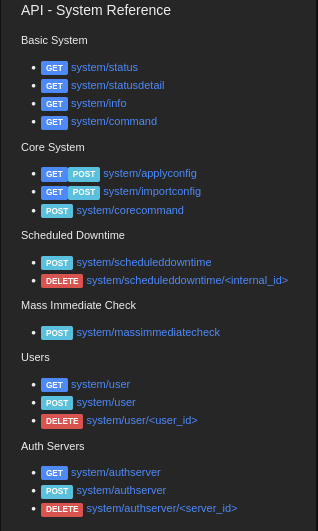 API - System Reference
Basic System
GET system/status
GET system/statusdetail
GET system/info
GET system/command
Core System
GET POST system/applyconfig
GET POST system/importconfig
POST system/corecommand
Scheduled Downtime
POST system/scheduleddowntime
DELETE system/scheduleddowntime/<internal_id>
Mass Immediate Check
POST system/massimmediatecheck
Users
GET system/user
POST system/user
DELETE system/user/<user_id>
Auth Servers
GET system/authserver
POST system/authserver
DELETE system/authserver/<server_id>